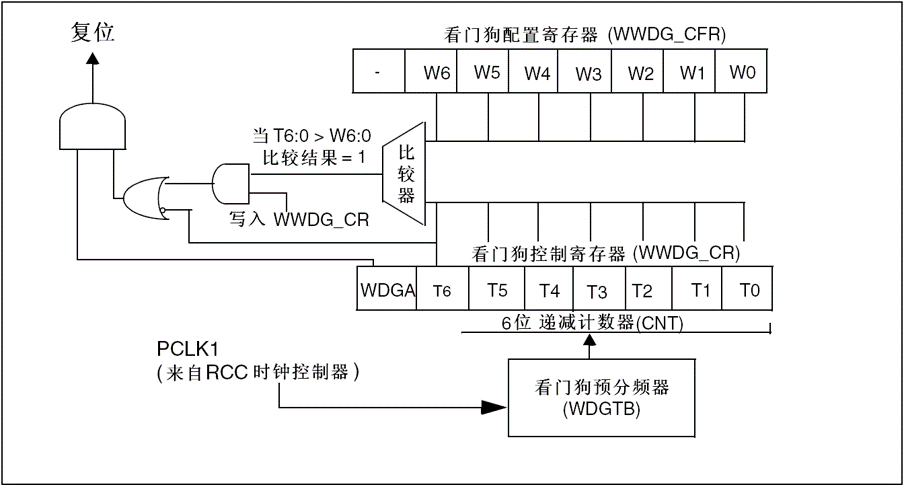 复位
看门狗配置寄存器 (WWDG_CFR)
- W6 W5 W4 W3 W2 W1 W0
当 T6:0 > W6:0
比较结果 = 1
比较器
写入 WWDG_CR
看门狗控制寄存器 (WWDG_CR)
WDGA T6 T5 T4 T3 T2 T1 T0
6位 递减计数器(CNT)
PCLK1
(来自RCC 时钟控制器)
看门狗预分频器
(WDGTB)